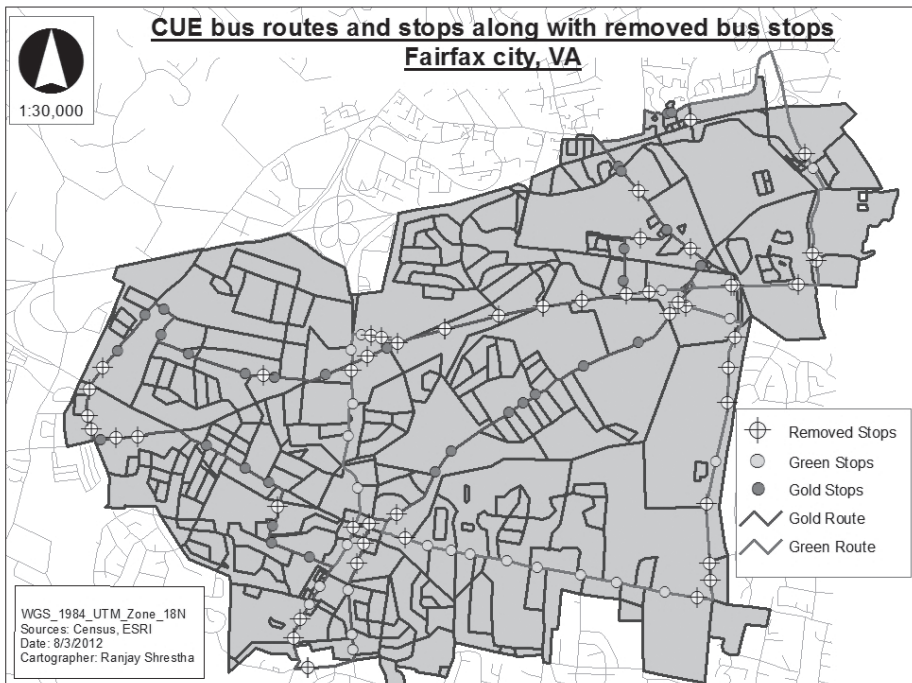 CUE bus routes and stops along with removed bus stops
Fairfax city, VA
1:30,000
Removed Stops
Green Stops
Gold Stops
Gold Route
Green Route
WGS_1984_UTM_Zone_18N
Sources: Census, ESRI
Date: 8/3/2012
Cartographer: Ranjay Shrestha